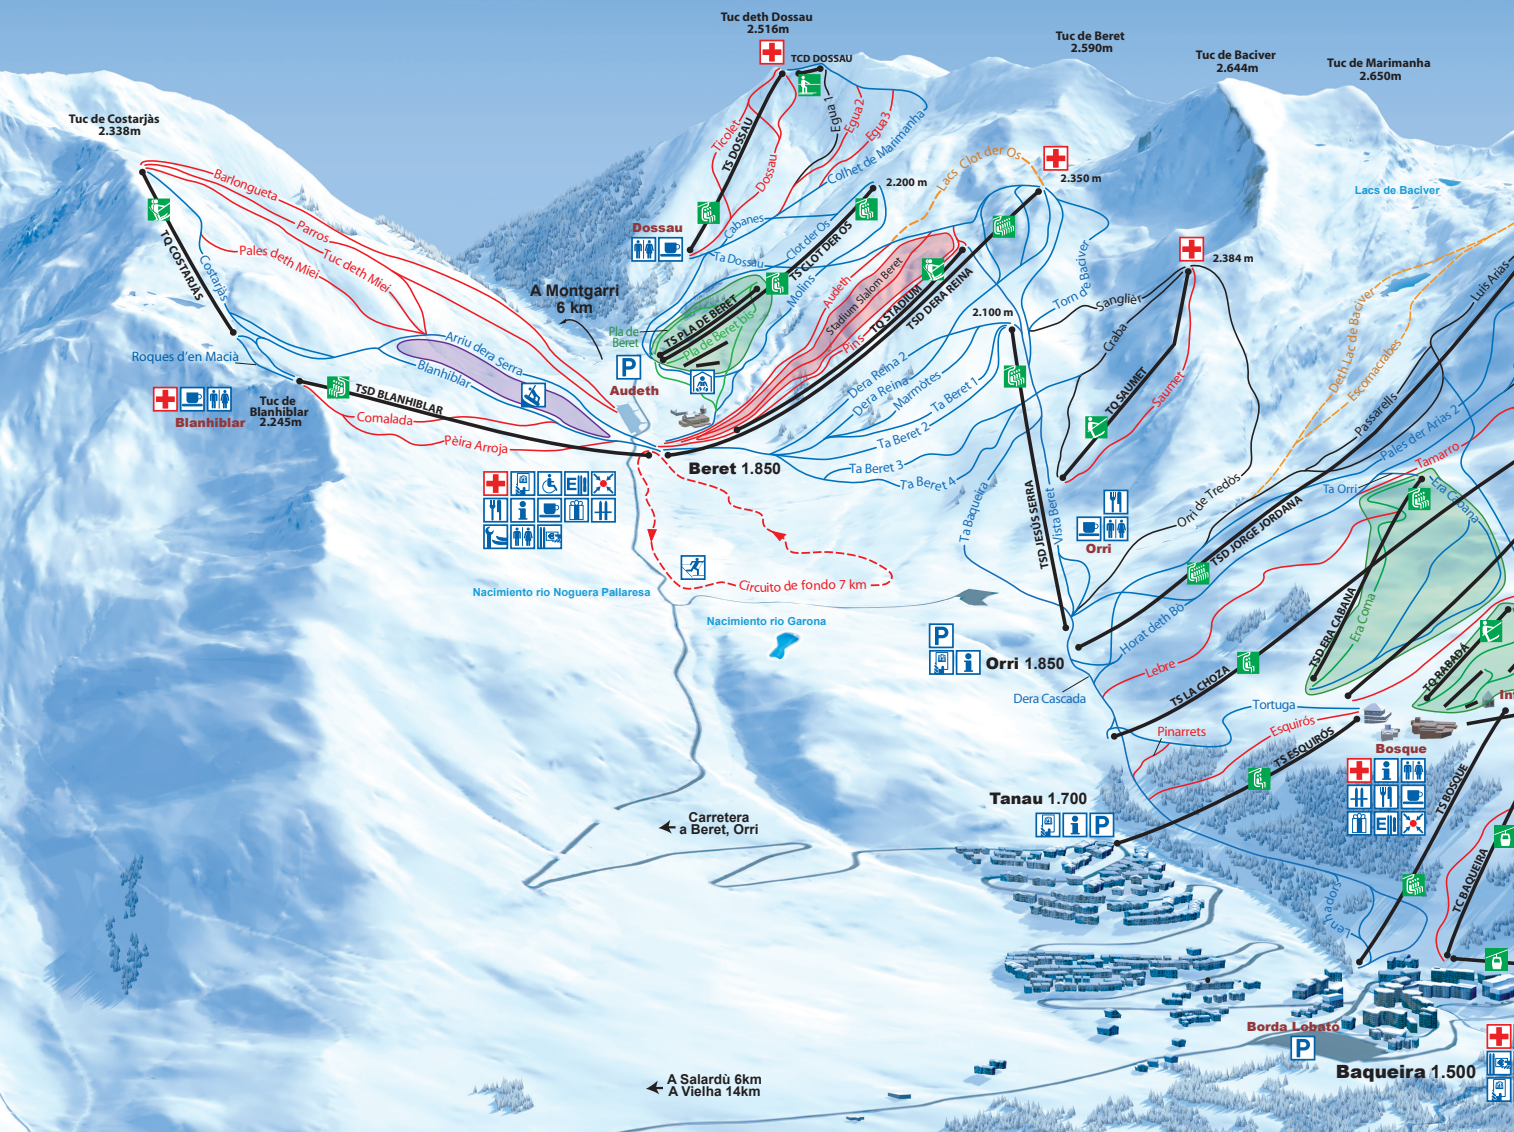 Tuc deth Dossau
2.516m
TCD DOSSAU
Tuc de Beret
2.590m
Tuc de Baciver
2.644m
Tuc de Marimanha
2.650m
Tuc de Costarjàs
2.338m
Ticolet
TS DOSSAU
Dossau
Egua 1
Egua 2
Egua 3
Colhet de Marimanha
Lacs Clot der Os
2.200 m
2.350 m
Lacs de Baciver
Barlongueta
Parros
Pales deth Miei
Tuc deth Miei
TQ COSTARJÀS
Costarjàs
Dossau
Cabanes
Ta Dossau
Clot der Os
TS CLOT DER OS
Molins
Audeth
Stadium Slalom Beret
TQ STADIUM
TSD DERA REINA
Pins
Torn de Baciver
2.384 m
Sanglièr
Craba
2.100 m
Luis Arias
A Montgarri
6 km
Pla de
Beret
TS PLA DE BERET
Pla de Beret bis
P
Audeth
Arriu dera Serra
Blanhiblar
Roques d'en Macià
Blanhiblar
Tuc de
Blanhiblar
2.245m
TSD BLANHIBLAR
Comalada
Pèira Arroja
Dera Reina 2
Dera Reina
Marmòtes
Ta Beret 1
Ta Beret 2
Ta Beret 3
Ta Beret 4
TQ SAUMET
Saumet
Deth Lac de Baciver
Escornacrabes
Passarells
Pales der Arias 2
Tamarro
Beret 1.850
Ta Baqueira
TSD JESÚS SERRA
Vista Beret
Orri
Orri de Tredòs
Ta Orri
TSD JORGE JORDANA
Era Cabana
Circuito de fondo 7 km
Nacimiento rio Noguera Pallaresa
Nacimiento rio Garona
P
Orri 1.850
Dera Cascada
Horat deth Bò
Lebre
TS LA CHOZA
TSD ERA CABANA
Era Coma
TQ RABADÀ
Tortuga
Esquirós
Pinarrets
TS ESQUIRÓS
Bosque
TS BOSQUE
Tanau 1.700
P
Carretera
a Beret, Orri
Lenhadors
TC BAQUEIRA
Borda Lobató
P
Baqueira 1.500
A Salardù 6km
A Vielha 14km